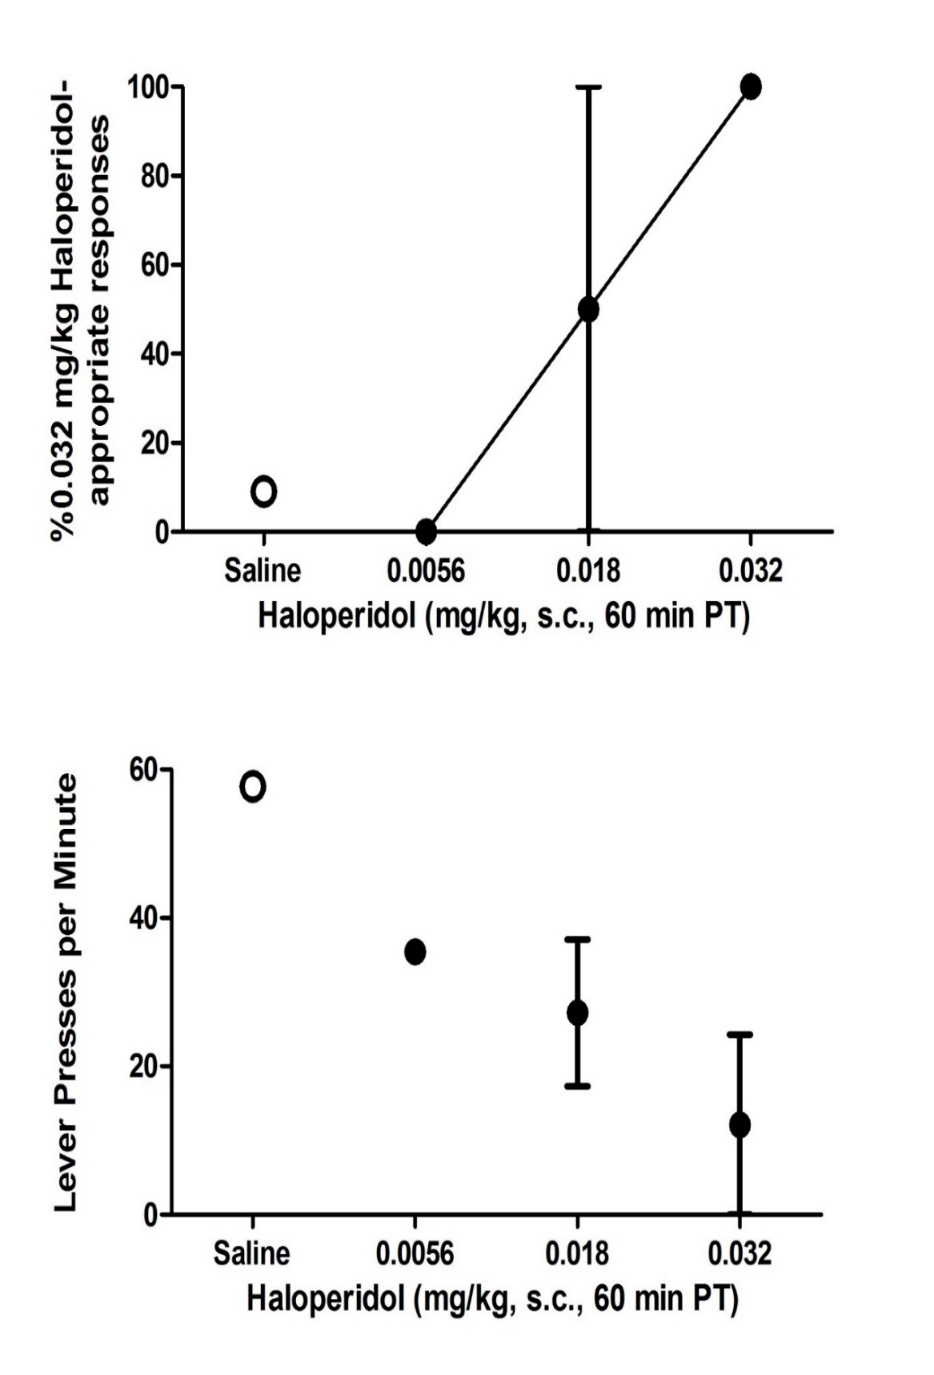 %0.032 mg/kg Haloperidol-
appropriate responses
100
80
60
40
20
0
Saline 0.0056 0.018 0.032
Haloperidol (mg/kg, s.c., 60 min PT)
Lever Presses per Minute
60
40
20
0
Saline 0.0056 0.018 0.032
Haloperidol (mg/kg, s.c., 60 min PT)